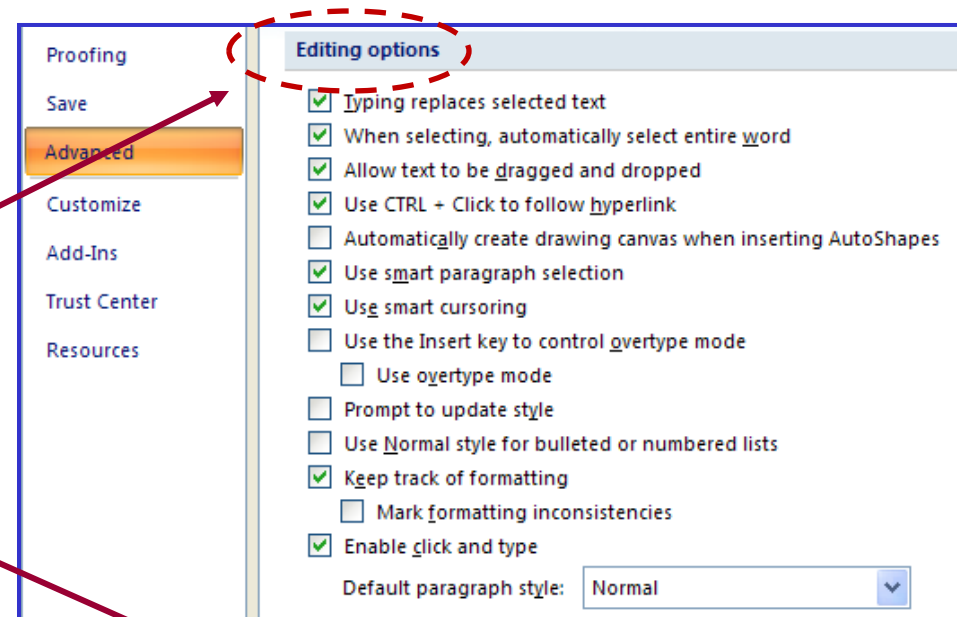 Proofing
Save
Advanced
Customize
Add-Ins
Trust Center
Resources
Editing options
Typing replaces selected text
When selecting, automatically select entire word
Allow text to be dragged and dropped
Use CTRL + Click to follow hyperlink
Automatically create drawing canvas when inserting AutoShapes
Use smart paragraph selection
Use smart cursoring
Use the Insert key to control overtype mode
Use overtype mode
Prompt to update style
Use Normal style for bulleted or numbered lists
Keep track of formatting
Mark formatting inconsistencies
Enable click and type
Default paragraph style: Normal